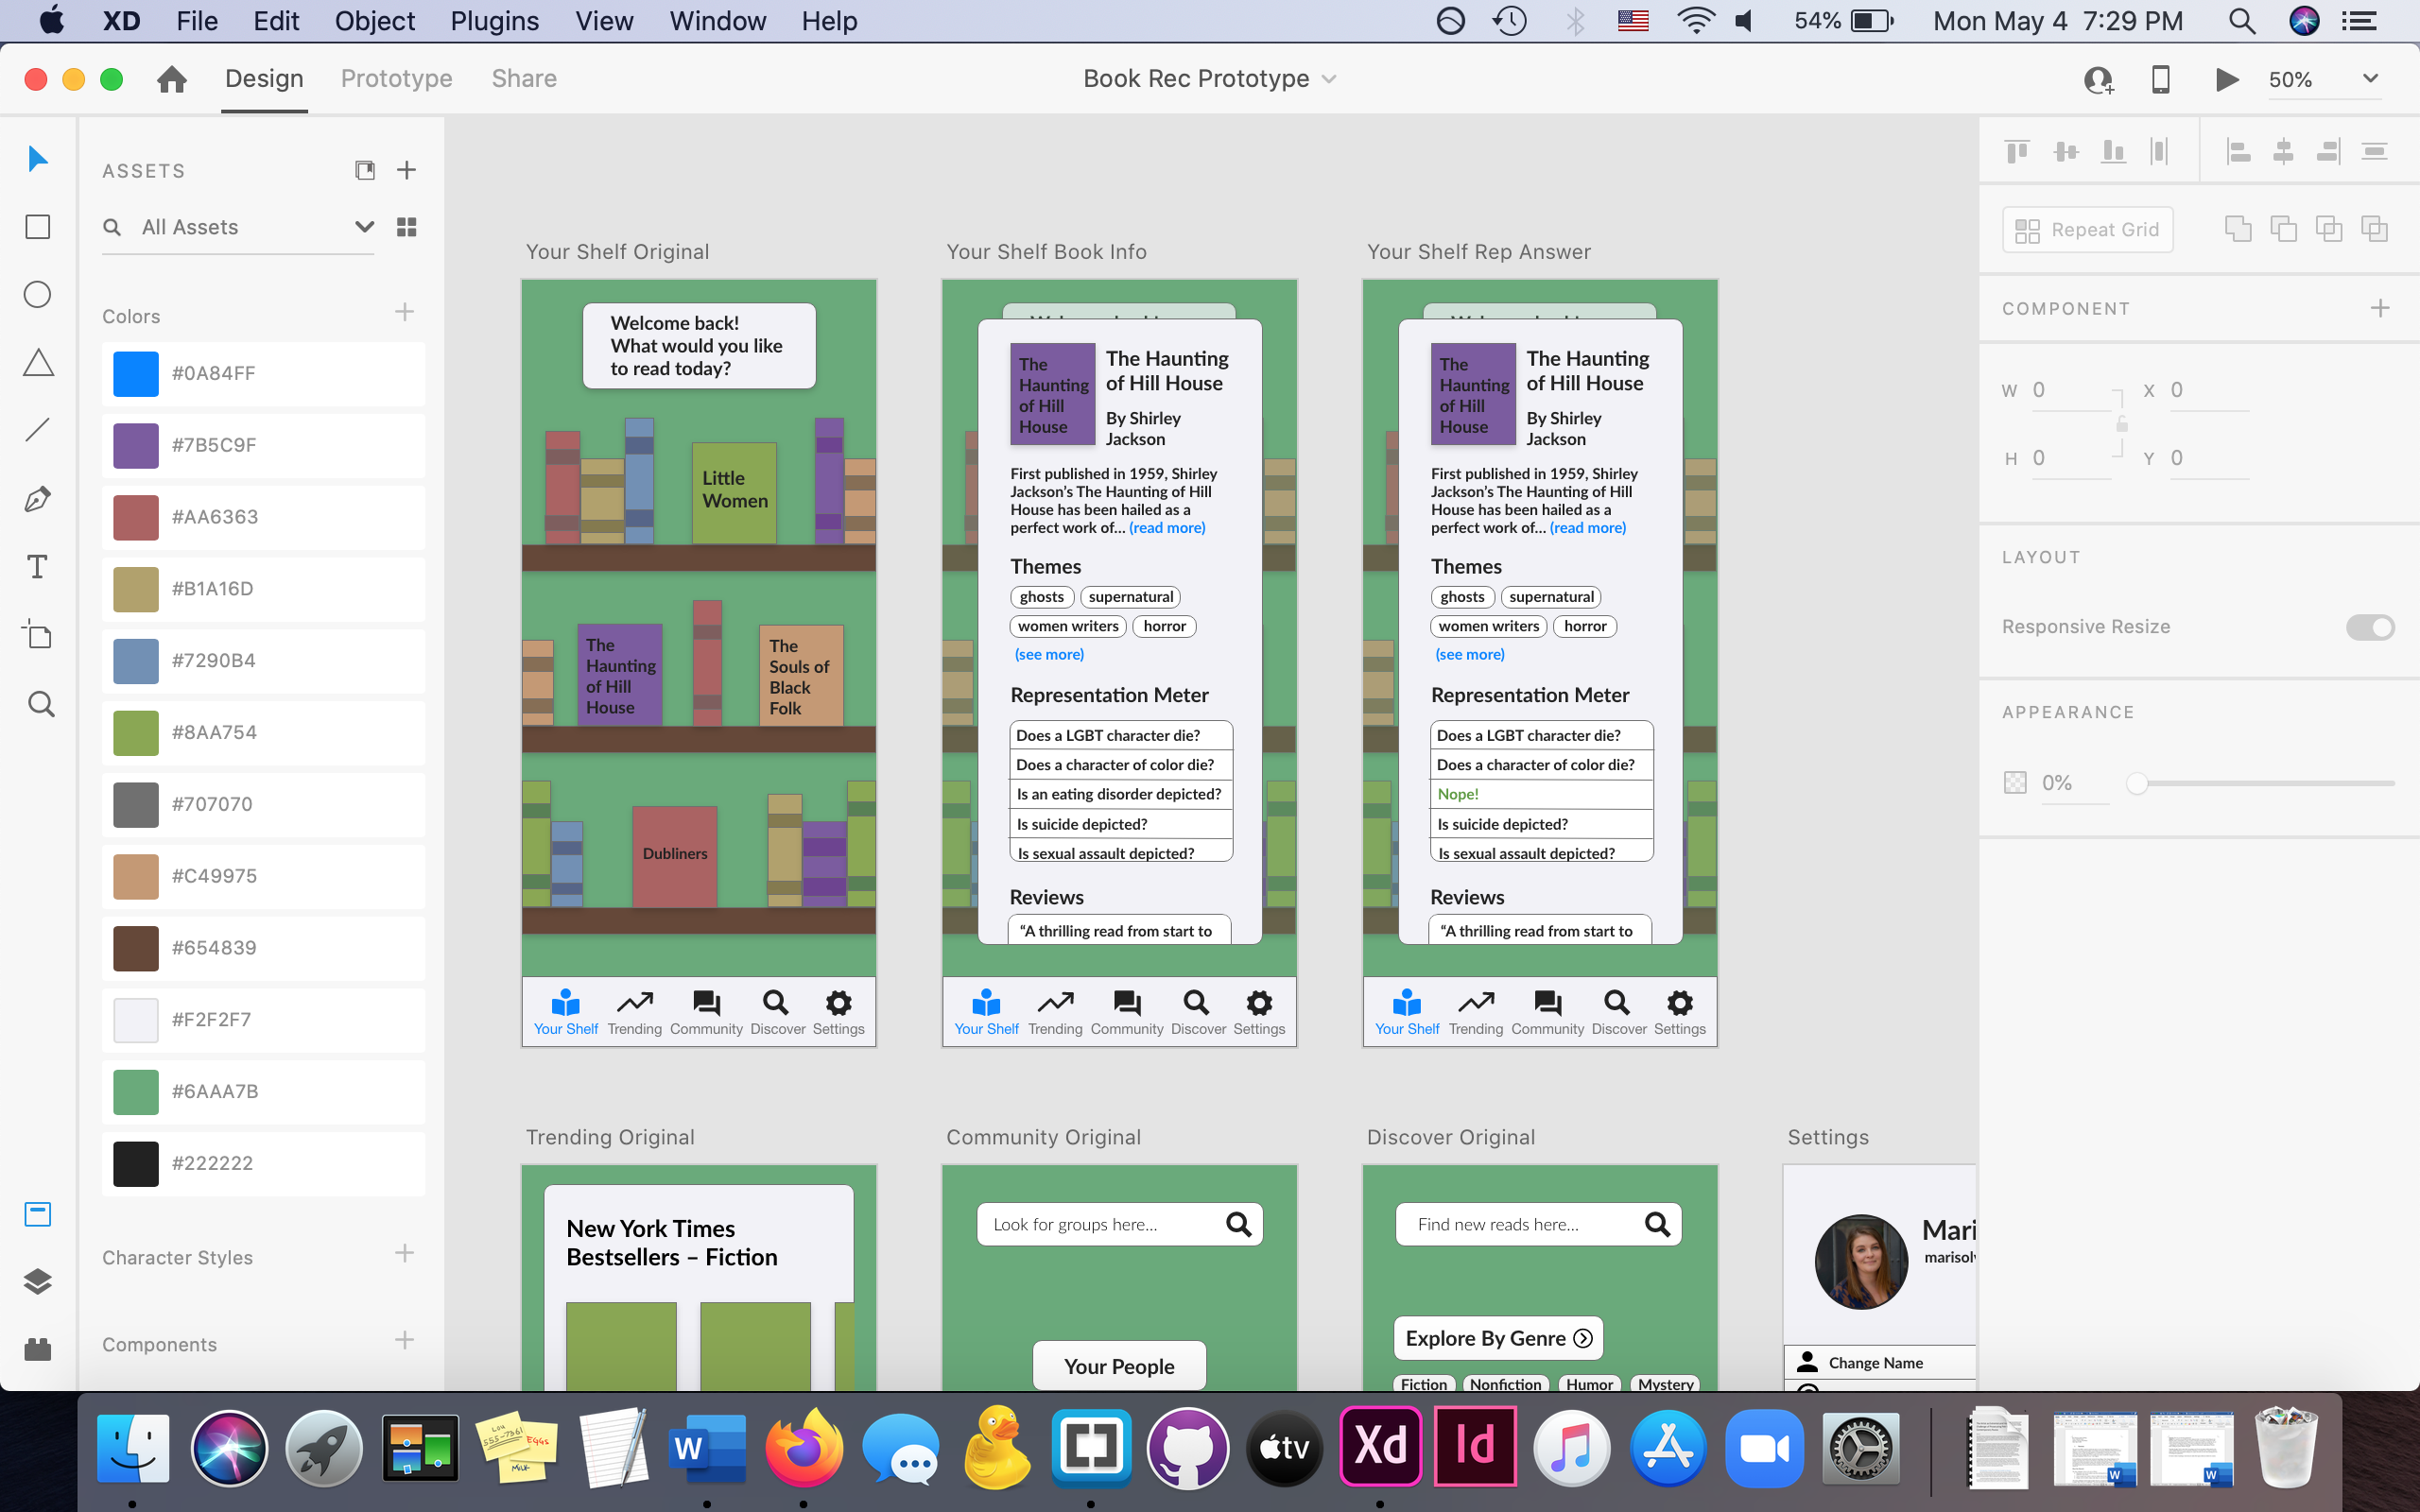 XD File Edit Object Plugins View Window Help 54% Mon May 4 7:29 PM
Design Prototype Share Book Rec Prototype 50%
ASSETS
All Assets
Colors
#0A84FF
#7B5C9F
#AA6363
#B1A16D
#7290B4
#8AA754
#707070
#C49975
#654839
#F2F2F7
#6AAA7B
#222222
Character Styles
Components
Your Shelf Original
Welcome back!
What would you like
to read today?
Little
Women
The
Haunting
of Hill
House
The
Souls of
Black
Folk
Dubliners
Your Shelf Trending Community Discover Settings
Your Shelf Book Info
The
Haunting
of Hill
House
The Haunting
of Hill House
By Shirley
Jackson
First published in 1959, Shirley
Jackson’s The Haunting of Hill
House has been hailed as a
perfect work of... (read more)
Themes
ghosts supernatural
women writers horror
(see more)
Representation Meter
Does a LGBT character die?
Does a character of color die?
Is an eating disorder depicted?
Is suicide depicted?
Is sexual assault depicted?
Reviews
“A thrilling read from start to
Your Shelf Trending Community Discover Settings
Your Shelf Rep Answer
The
Haunting
of Hill
House
The Haunting
of Hill House
By Shirley
Jackson
First published in 1959, Shirley
Jackson’s The Haunting of Hill
House has been hailed as a
perfect work of... (read more)
Themes
ghosts supernatural
women writers horror
(see more)
Representation Meter
Does a LGBT character die?
Does a character of color die?
Nope!
Is suicide depicted?
Is sexual assault depicted?
Reviews
“A thrilling read from start to
Your Shelf Trending Community Discover Settings
Trending Original
New York Times
Bestsellers – Fiction
Community Original
Look for groups here...
Your People
Discover Original
Find new reads here...
Explore By Genre
Fiction Nonfiction Humor Mystery
Settings
Mari
marisol
Change Name
Repeat Grid
COMPONENT
W 0 X 0
H 0 Y 0
LAYOUT
Responsive Resize
APPEARANCE
0%
W tv Xd Id W W